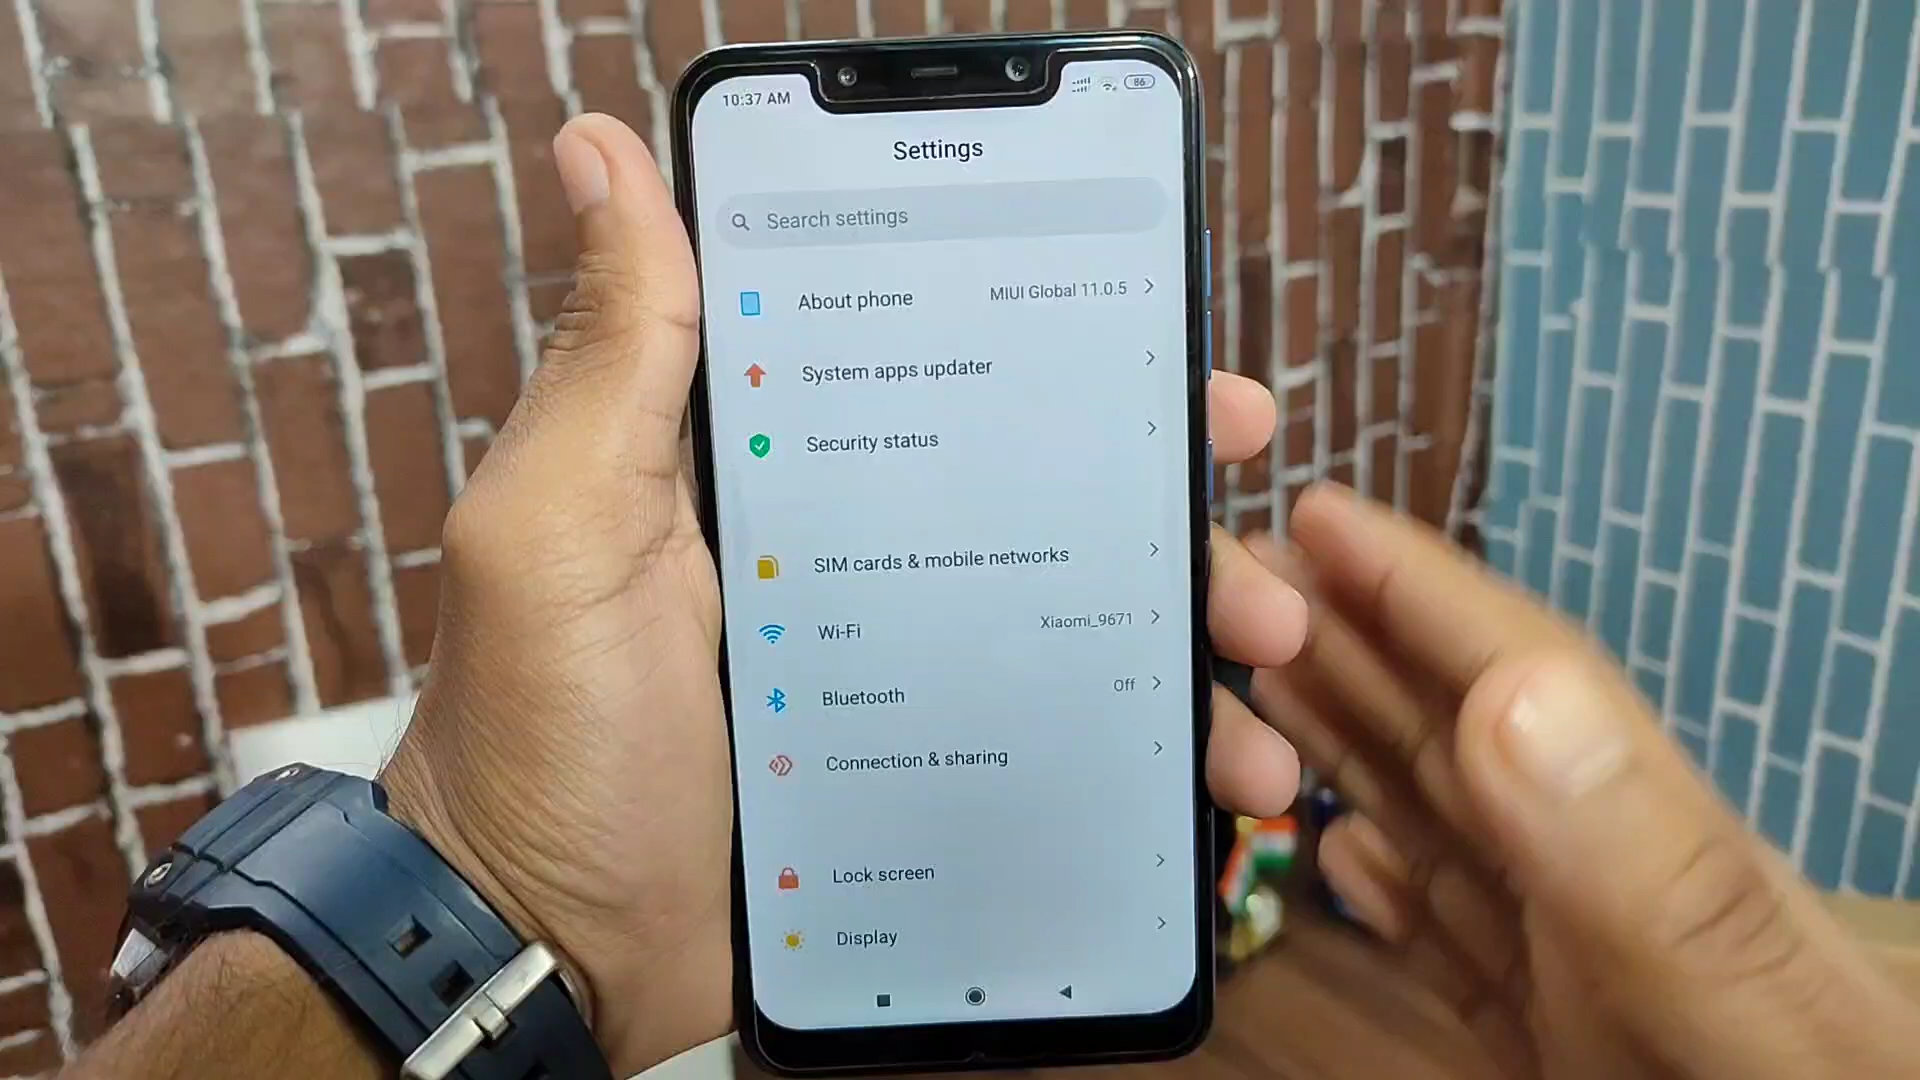 10:37 AM
86
Settings
Search settings
About phone
MIUI Global 11.0.5
System apps updater
Security status
SIM cards & mobile networks
Wi-Fi
Xiaomi_9671
Bluetooth
Off
Connection & sharing
Lock screen
Display